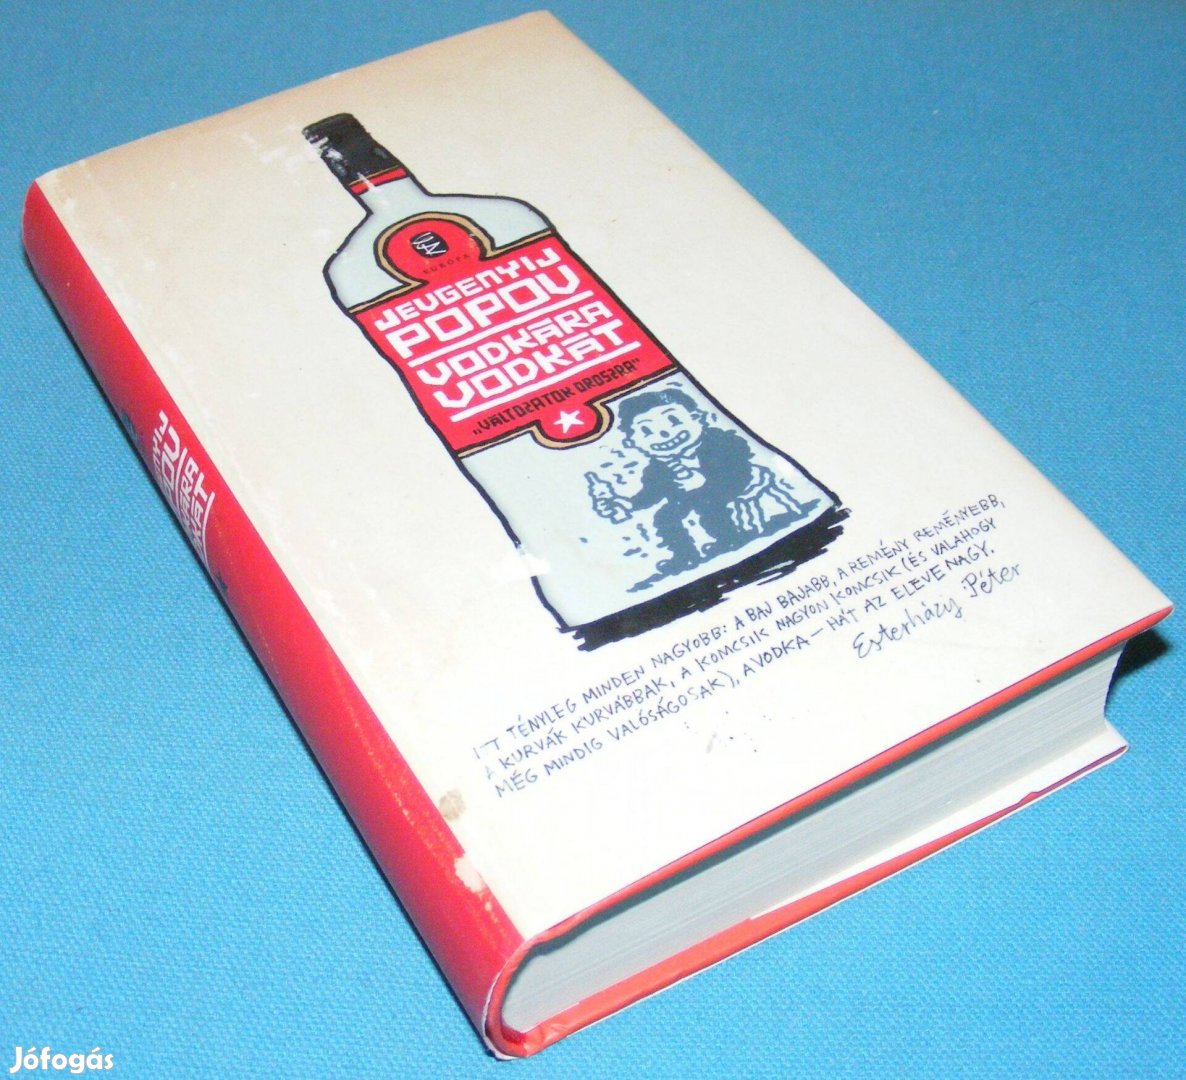 EURÓPA
JEVGENYIJ
POPOV
VODKÁRA
VODKÁT
„VÁLTOZATOK OROSZRA”
ITT TÉNYLEG MINDEN NAGYOBB: A BAJ BAJABB, A REMÉNY REMÉNYEBB,
A KURVÁK KURVÁBBAK, A KOMCSIK NAGYON KOMCSIK (ÉS VALAHOGY
MÉG MINDIG VALÓSÁGOSAK), A VODKA – HÁT AZ ELEVE NAGY.
Esterházy Péter
Jófogás